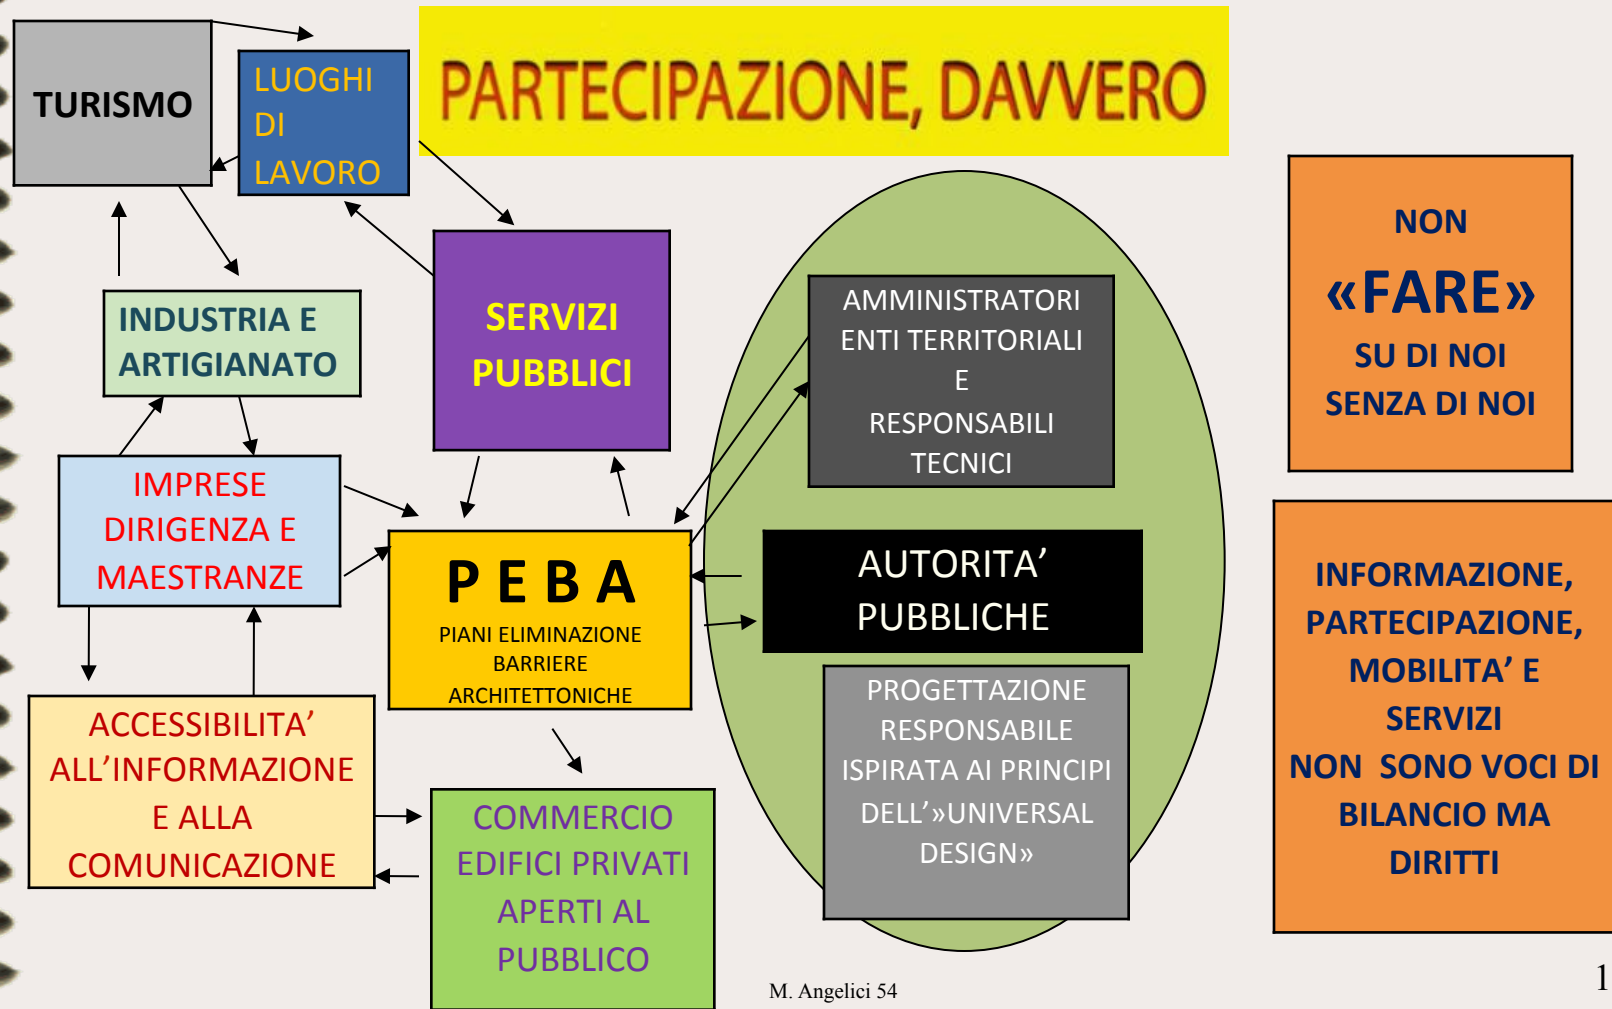 PARTECIPAZIONE, DAVVERO
TURISMO
LUOGHI
DI
LAVORO
INDUSTRIA E
ARTIGIANATO
SERVIZI
PUBBLICI
IMPRESE
DIRIGENZA E
MAESTRANZE
P E B A
PIANI ELIMINAZIONE
BARRIERE
ARCHITETTONICHE
ACCESSIBILITA’
ALL’INFORMAZIONE
E ALLA
COMUNICAZIONE
COMMERCIO
EDIFICI PRIVATI
APERTI AL
PUBBLICO
AMMINISTRATORI
ENTI TERRITORIALI
E
RESPONSABILI
TECNICI
AUTORITA’
PUBBLICHE
PROGETTAZIONE
RESPONSABILE
ISPIRATA AI PRINCIPI
DELL’»UNIVERSAL
DESIGN»
NON
«FARE»
SU DI NOI
SENZA DI NOI
INFORMAZIONE,
PARTECIPAZIONE,
MOBILITA’ E
SERVIZI
NON SONO VOCI DI
BILANCIO MA
DIRITTI
M. Angelici 54
1